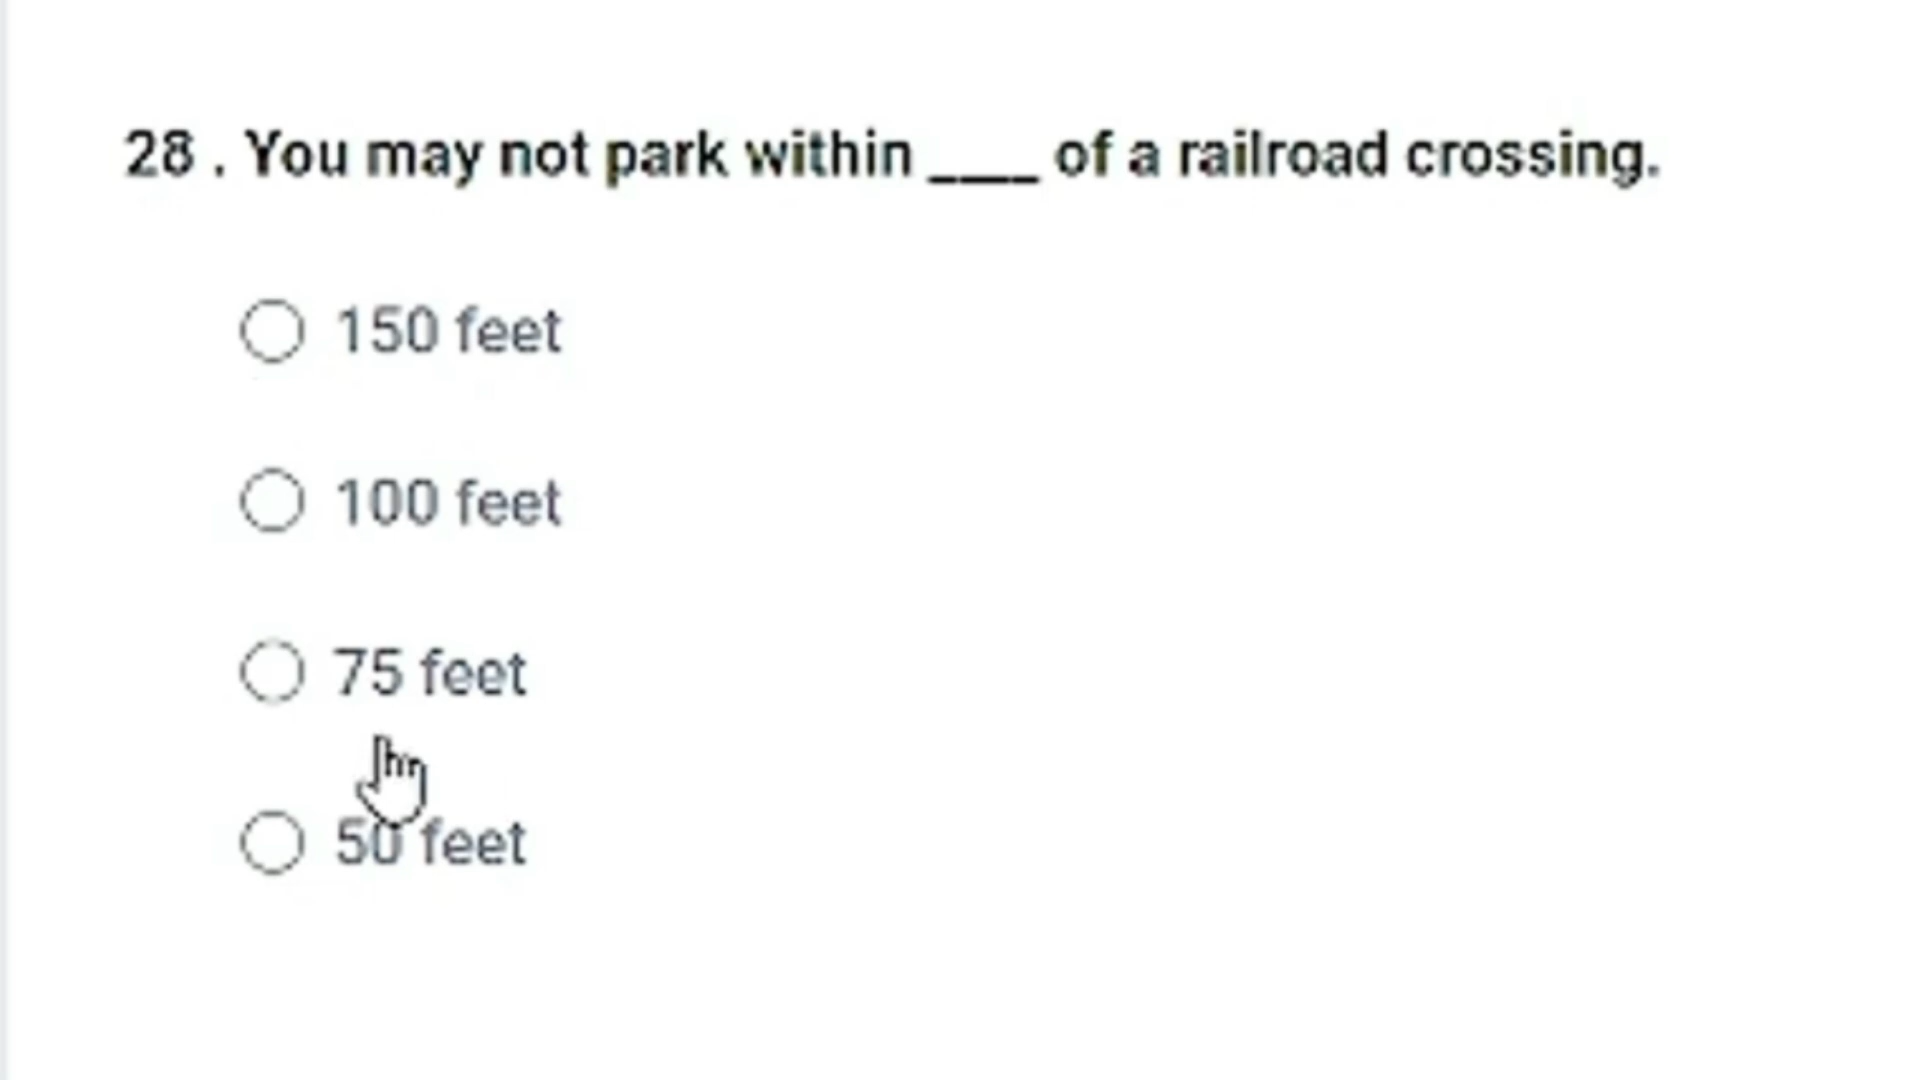 28 . You may not park within ____ of a railroad crossing.
150 feet
100 feet
75 feet
50 feet